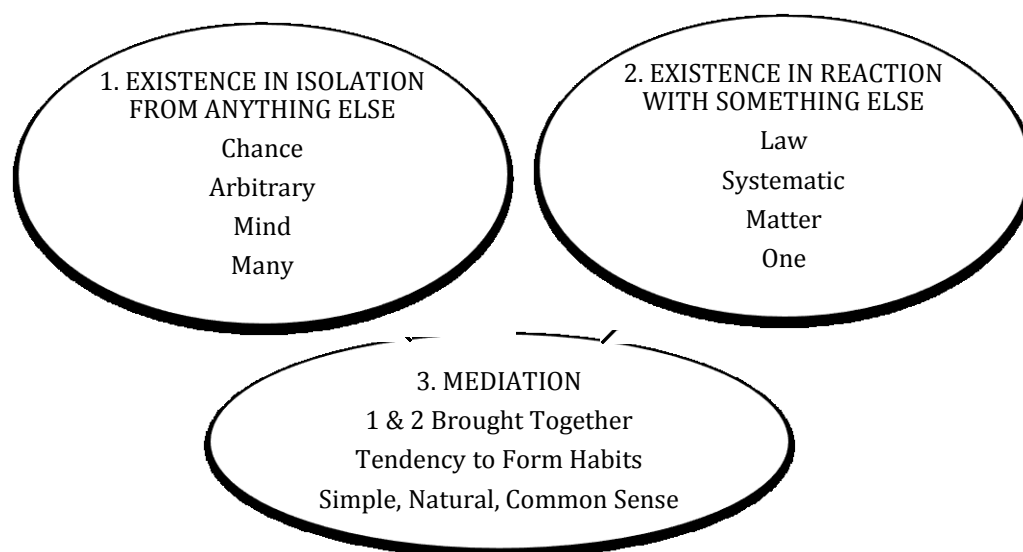 1. EXISTENCE IN ISOLATION
FROM ANYTHING ELSE
Chance
Arbitrary
Mind
Many
2. EXISTENCE IN REACTION
WITH SOMETHING ELSE
Law
Systematic
Matter
One
3. MEDIATION
1 & 2 Brought Together
Tendency to Form Habits
Simple, Natural, Common Sense